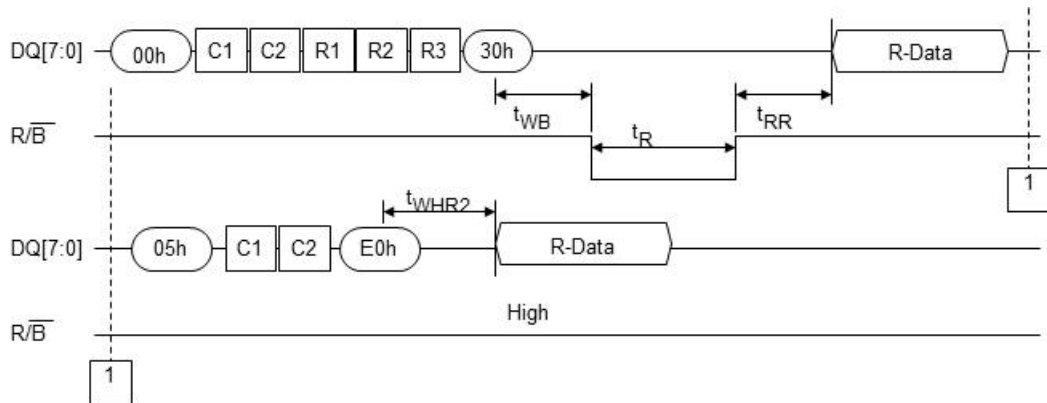 DQ[7:0] 00h C1 C2 R1 R2 R3 30h R-Data
tWB tR tRR
R/B
1
tWHR2
DQ[7:0] 05h C1 C2 E0h R-Data
High
R/B
1